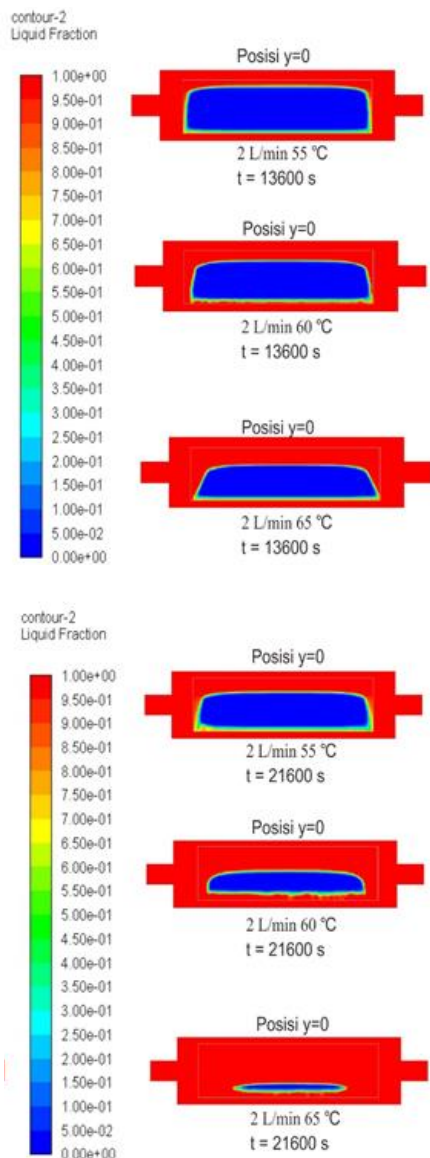 contour-2
Liquid Fraction
1.00e+00
9.50e-01
9.00e-01
8.50e-01
8.00e-01
7.50e-01
7.00e-01
6.50e-01
6.00e-01
5.50e-01
5.00e-01
4.50e-01
4.00e-01
3.50e-01
3.00e-01
2.50e-01
2.00e-01
1.50e-01
1.00e-01
5.00e-02
0.00e+00
Posisi y=0
2 L/min 55 °C
t = 13600 s
Posisi y=0
2 L/min 60 °C
t = 13600 s
Posisi y=0
2 L/min 65 °C
t = 13600 s
contour-2
Liquid Fraction
1.00e+00
9.50e-01
9.00e-01
8.50e-01
8.00e-01
7.50e-01
7.00e-01
6.50e-01
6.00e-01
5.50e-01
5.00e-01
4.50e-01
4.00e-01
3.50e-01
3.00e-01
2.50e-01
2.00e-01
1.50e-01
1.00e-01
5.00e-02
0.00e+00
Posisi y=0
2 L/min 55 °C
t = 21600 s
Posisi y=0
2 L/min 60 °C
t = 21600 s
Posisi y=0
2 L/min 65 °C
t = 21600 s